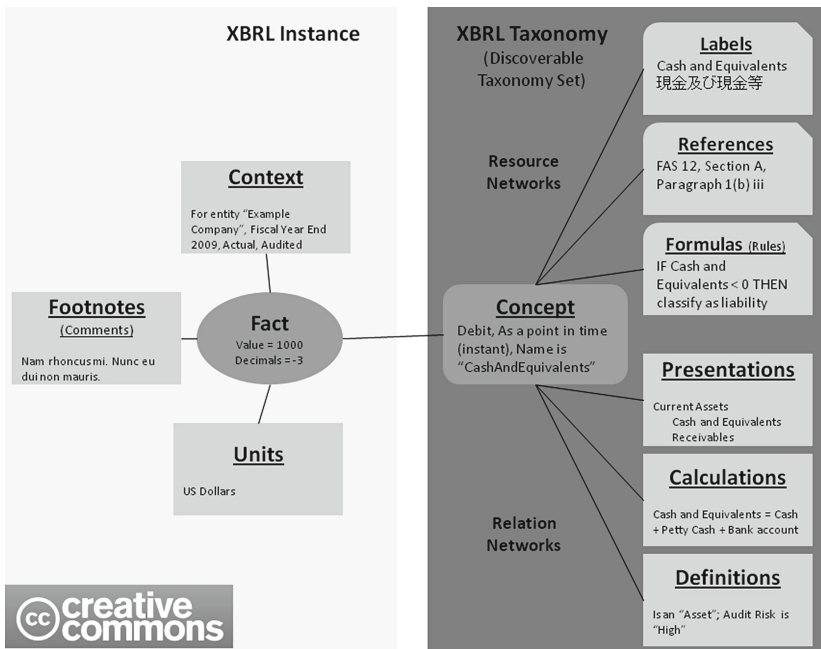 XBRL Instance
Context
For entity “Example
Company”, Fiscal Year End
2009, Actual, Audited
Footnotes
(Comments)
Nam rhoncus mi. Nunc eu
dui non mauris.
Fact
Value = 1000
Decimals = -3
Units
US Dollars
creative
commons
cc
XBRL Taxonomy
(Discoverable
Taxonomy Set)
Resource
Networks
Concept
Debit, As a point in time
(instant), Name is
“CashAndEquivalents”
Relation
Networks
Labels
Cash and Equivalents
現金及び現金等
References
FAS 12, Section A,
Paragraph 1(b) iii
Formulas (Rules)
IF Cash and
Equivalents < 0 THEN
classify as liability
Presentations
Current Assets
Cash and Equivalents
Receivables
Calculations
Cash and Equivalents = Cash
+ Petty Cash + Bank account
Definitions
Is an “Asset”; Audit Risk is
“High”